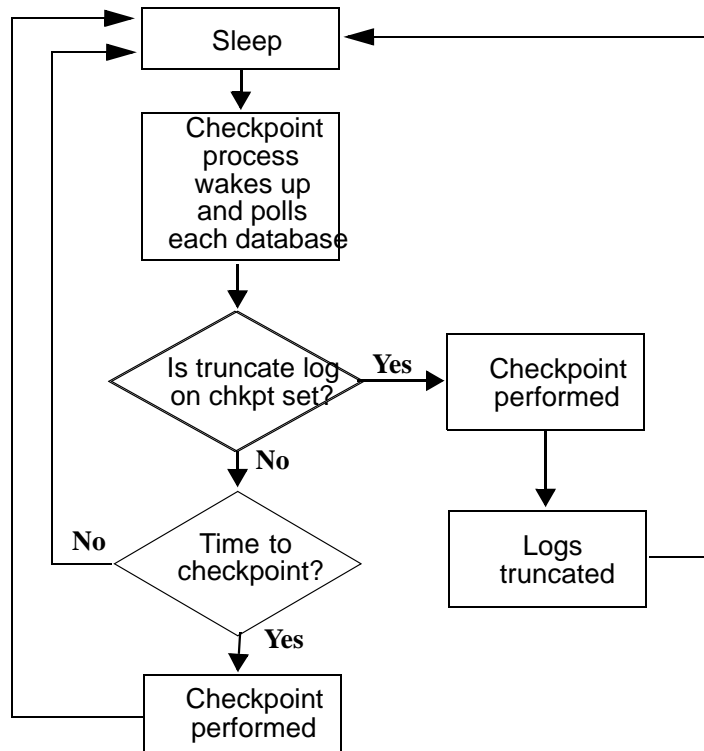 Sleep
Checkpoint
process
wakes up
and polls
each database
Is truncate log
on chkpt set?
Yes
Checkpoint
performed
No
Time to
checkpoint?
No
Logs
truncated
Yes
Checkpoint
performed